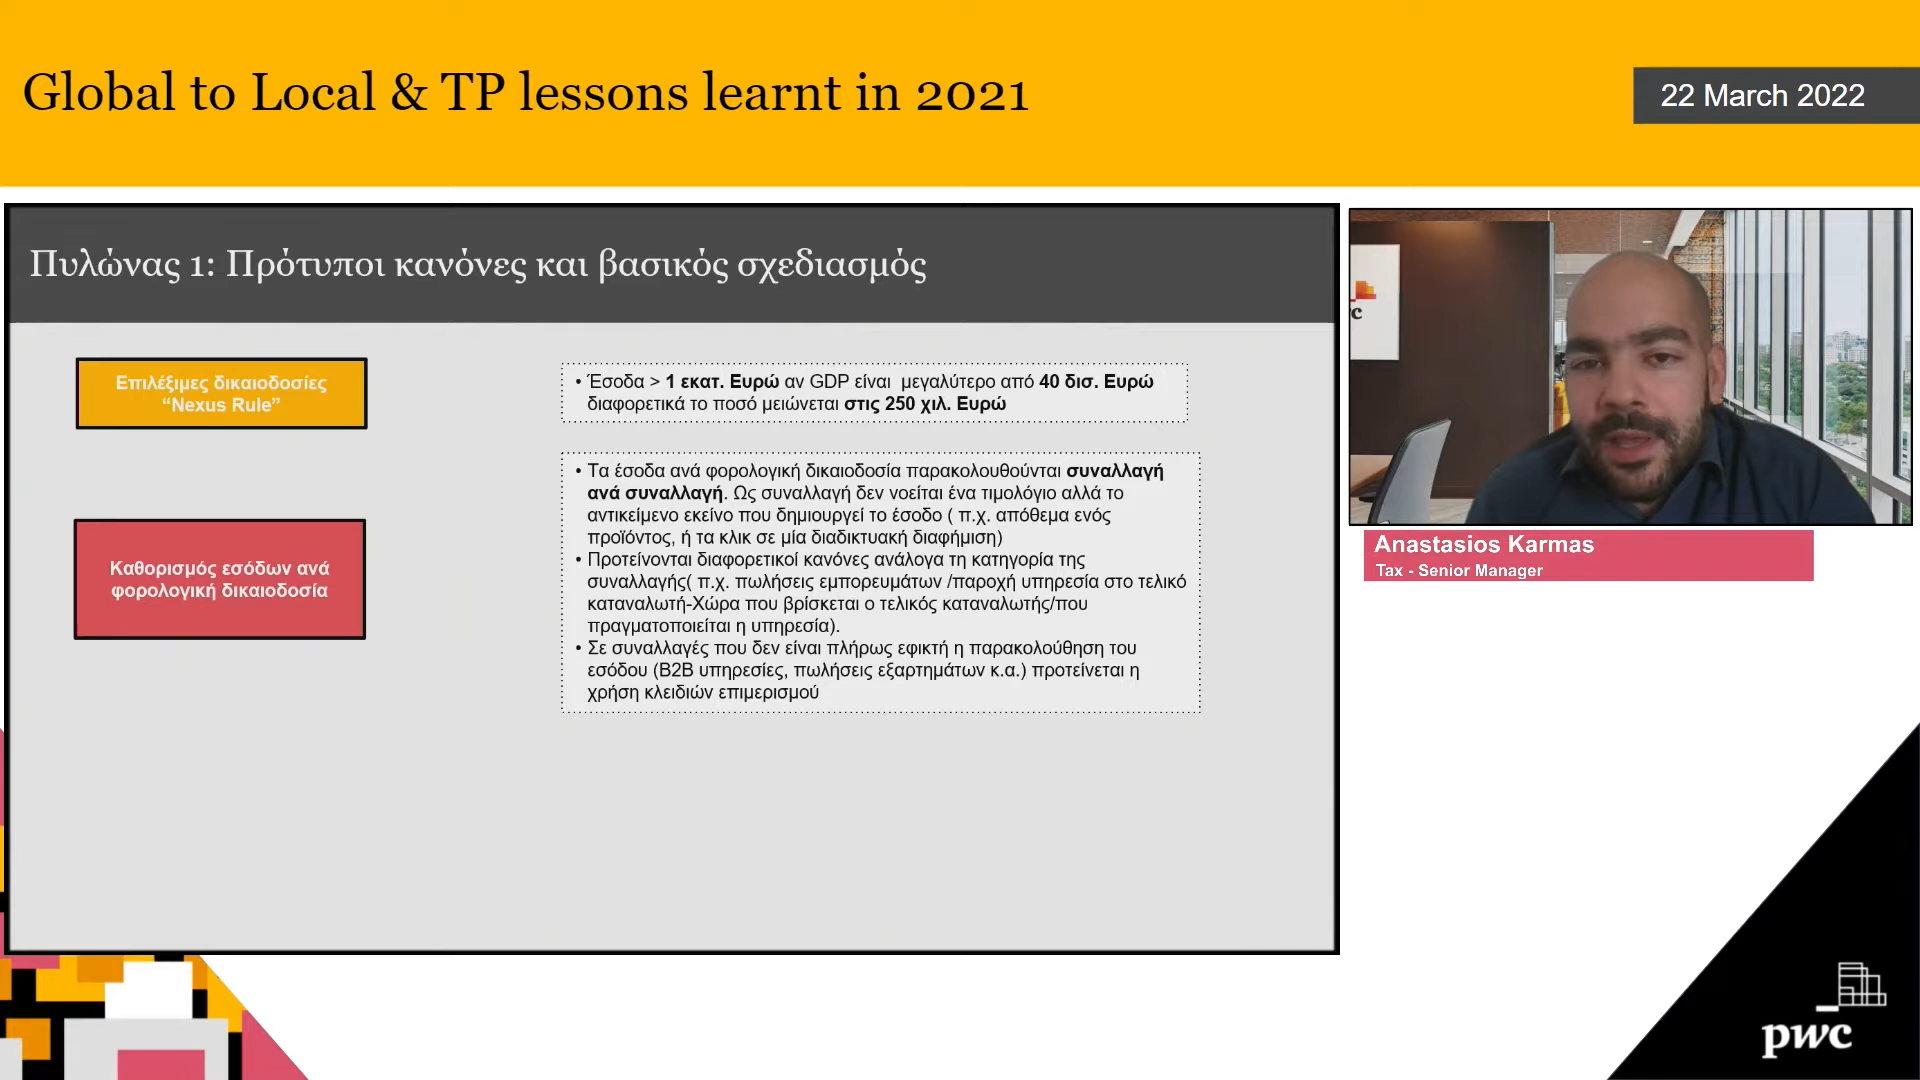 Global to Local & TP lessons learnt in 2021
22 March 2022
Πυλώνας 1: Πρότυποι κανόνες και βασικός σχεδιασμός
Επιλέξιμες δικαιοδοσίες
“Nexus Rule”
• Έσοδα > 1 εκατ. Ευρώ αν GDP είναι μεγαλύτερο από 40 δισ. Ευρώ
διαφορετικά το ποσό μειώνεται στις 250 χιλ. Ευρώ
Καθορισμός εσόδων ανά
φορολογική δικαιοδοσία
• Τα έσοδα ανά φορολογική δικαιοδοσία παρακολουθούνται συναλλαγή
ανά συναλλαγή. Ως συναλλαγή δεν νοείται ένα τιμολόγιο αλλά το
αντικείμενο εκείνο που δημιουργεί το έσοδο ( π.χ. απόθεμα ενός
προϊόντος, ή τα κλικ σε μία διαδικτυακή διαφήμιση)
• Προτείνονται διαφορετικοί κανόνες ανάλογα τη κατηγορία της
συναλλαγής( π.χ. πωλήσεις εμπορευμάτων /παροχή υπηρεσία στο τελικό
καταναλωτή-Χώρα που βρίσκεται ο τελικός καταναλωτής/που
πραγματοποιείται η υπηρεσία).
• Σε συναλλαγές που δεν είναι πλήρως εφικτή η παρακολούθηση του
εσόδου (B2B υπηρεσίες, πωλήσεις εξαρτημάτων κ.α.) προτείνεται η
χρήση κλειδιών επιμερισμού
c
Anastasios Karmas
Tax - Senior Manager
pwc